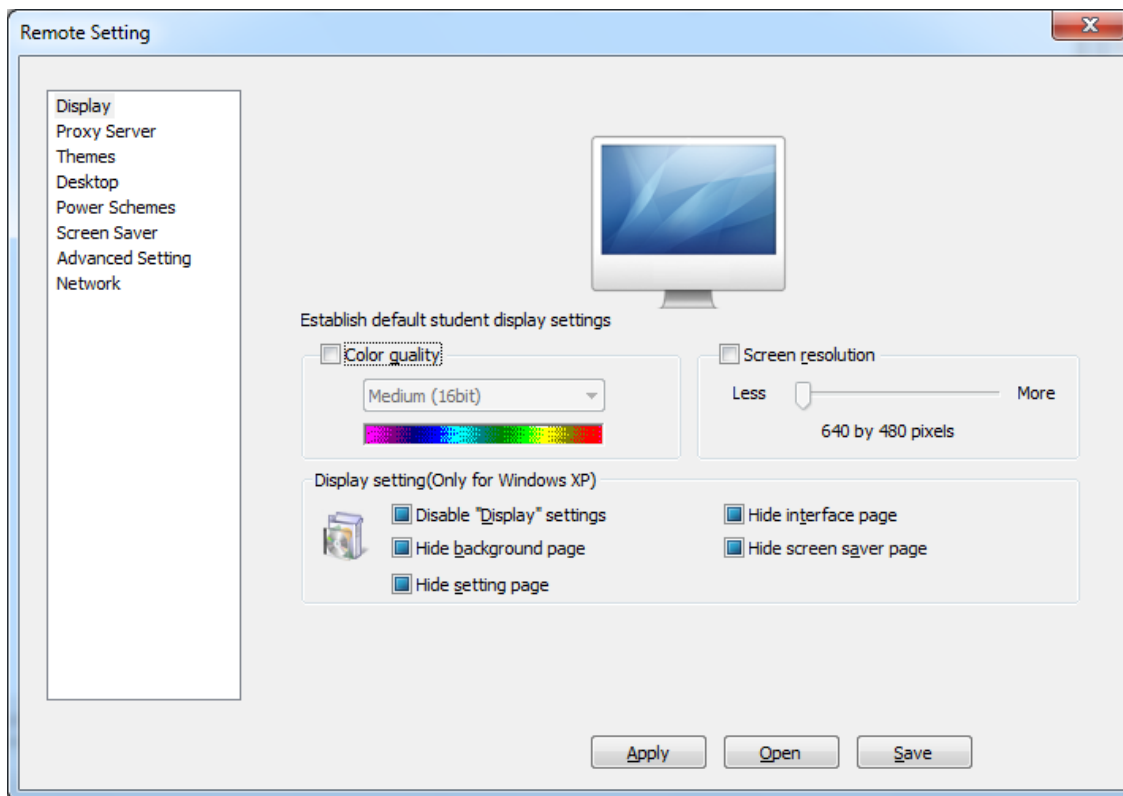 Remote Setting
Display
Proxy Server
Themes
Desktop
Power Schemes
Screen Saver
Advanced Setting
Network
Establish default student display settings
Color quality
Medium (16bit)
Screen resolution
Less More
640 by 480 pixels
Display setting(Only for Windows XP)
Disable "Display" settings
Hide interface page
Hide background page
Hide screen saver page
Hide setting page
Apply Open Save